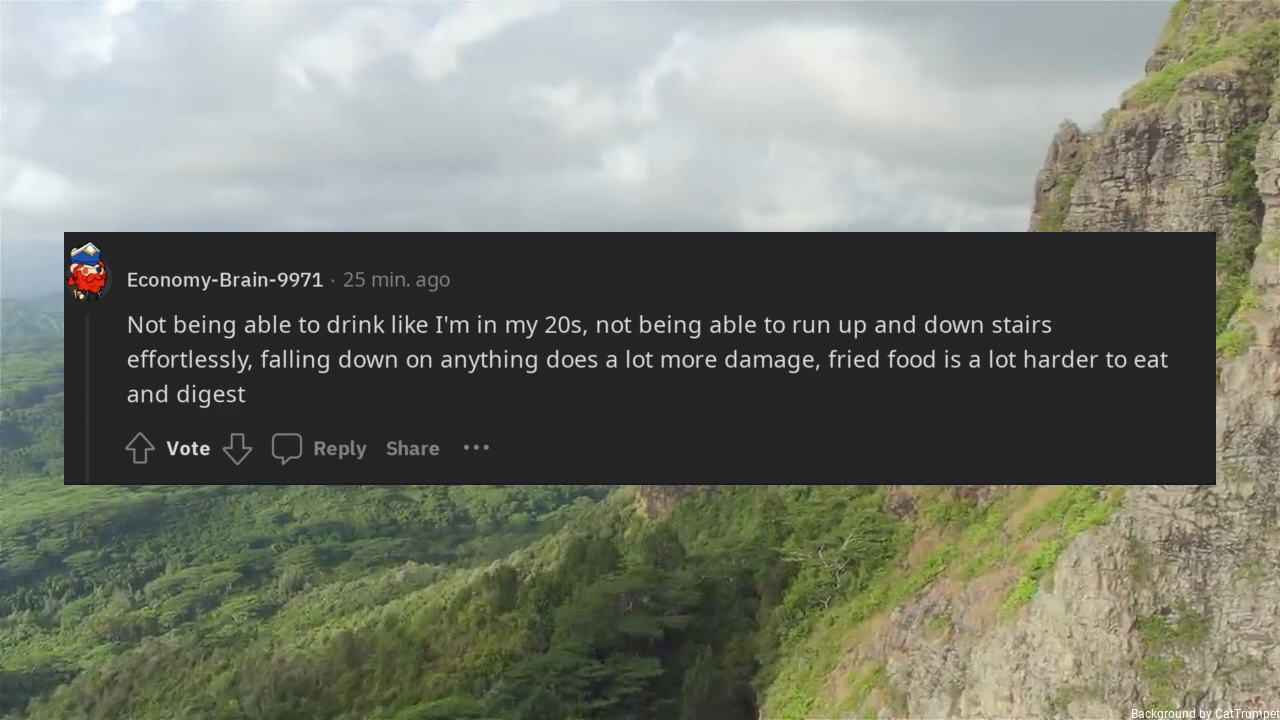 Economy-Brain-9971 · 25 min. ago
Not being able to drink like I'm in my 20s, not being able to run up and down stairs
effortlessly, falling down on anything does a lot more damage, fried food is a lot harder to eat
and digest
Vote Reply Share ···
Background by CatTrumpet